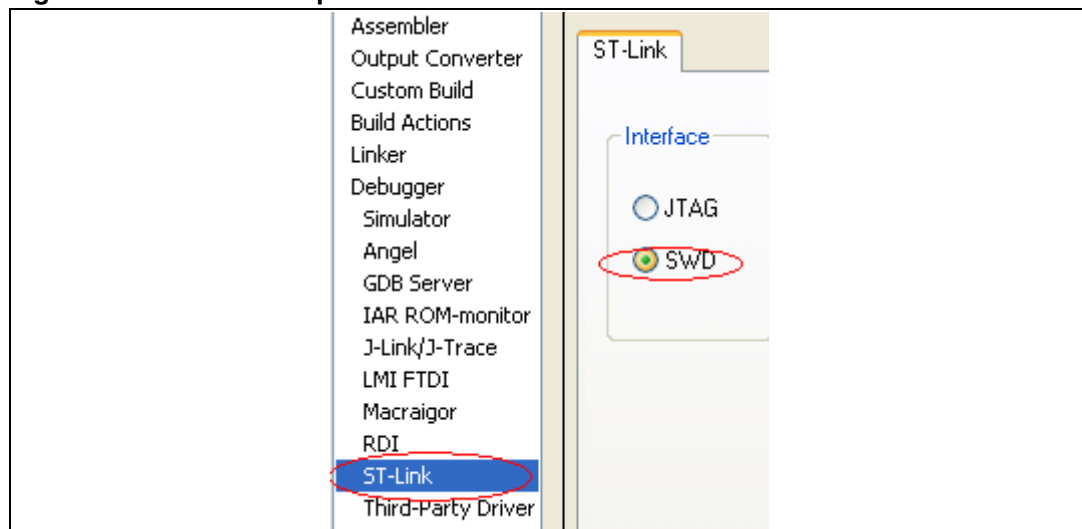 Assembler
Output Converter
Custom Build
Build Actions
Linker
Debugger
Simulator
Angel
GDB Server
IAR ROM-monitor
J-Link/J-Trace
LMI FTDI
Macraigor
RDI
ST-Link
Third-Party Driver
ST-Link
Interface
JTAG
SWD